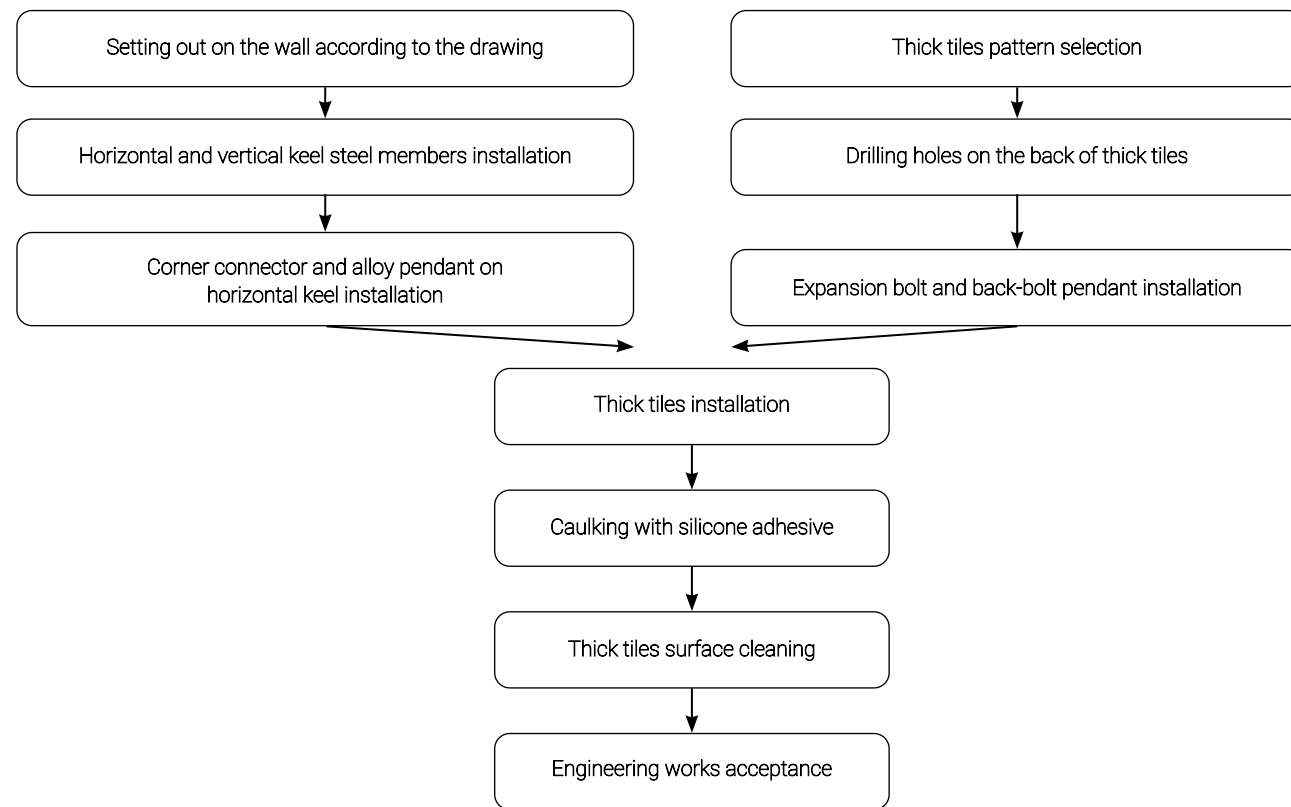 Setting out on the wall according to the drawing
Horizontal and vertical keel steel members installation
Corner connector and alloy pendant on
horizontal keel installation
Thick tiles pattern selection
Drilling holes on the back of thick tiles
Expansion bolt and back-bolt pendant installation
Thick tiles installation
Caulking with silicone adhesive
Thick tiles surface cleaning
Engineering works acceptance